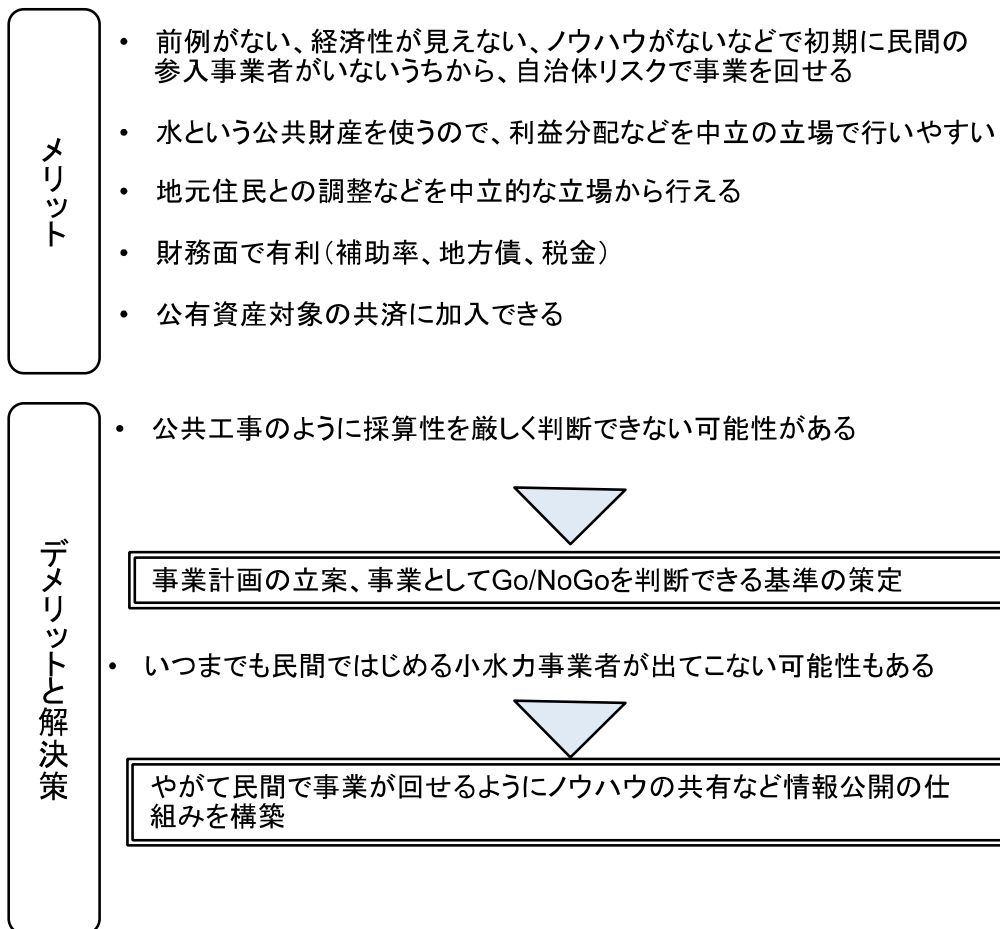 メリット
• 前例がない、経済性が見えない、ノウハウがないなどで初期に民間の
参入事業者がいないうちから、自治体リスクで事業を回せる
• 水という公共財産を使うので、利益分配などを中立の立場で行いやすい
• 地元住民との調整などを中立的な立場から行える
• 財務面で有利（補助率、地方債、税金）
• 公有資産対象の共済に加入できる
デメリットと解決策
• 公共工事のように採算性を厳しく判断できない可能性がある
事業計画の立案、事業としてGo/NoGoを判断できる基準の策定
• いつまでも民間ではじめる小水力事業者が出てこない可能性もある
やがて民間で事業が回せるようにノウハウの共有など情報公開の仕
組みを構築